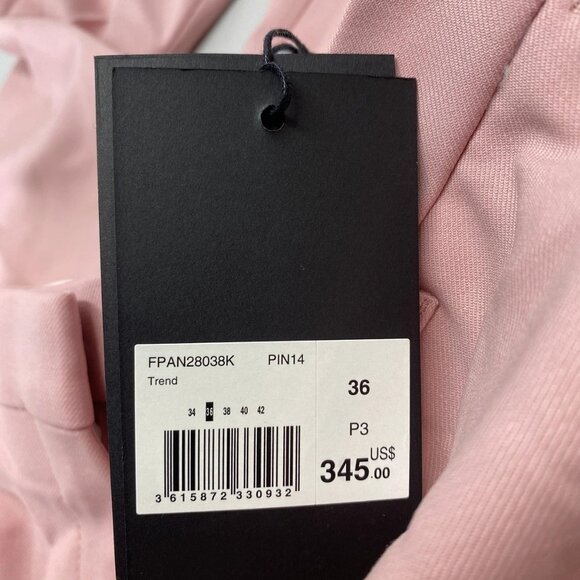 FPAN28038K PIN14
Trend
34 36 38 40 42
3 615872 330932
36
P3
345.00 US$